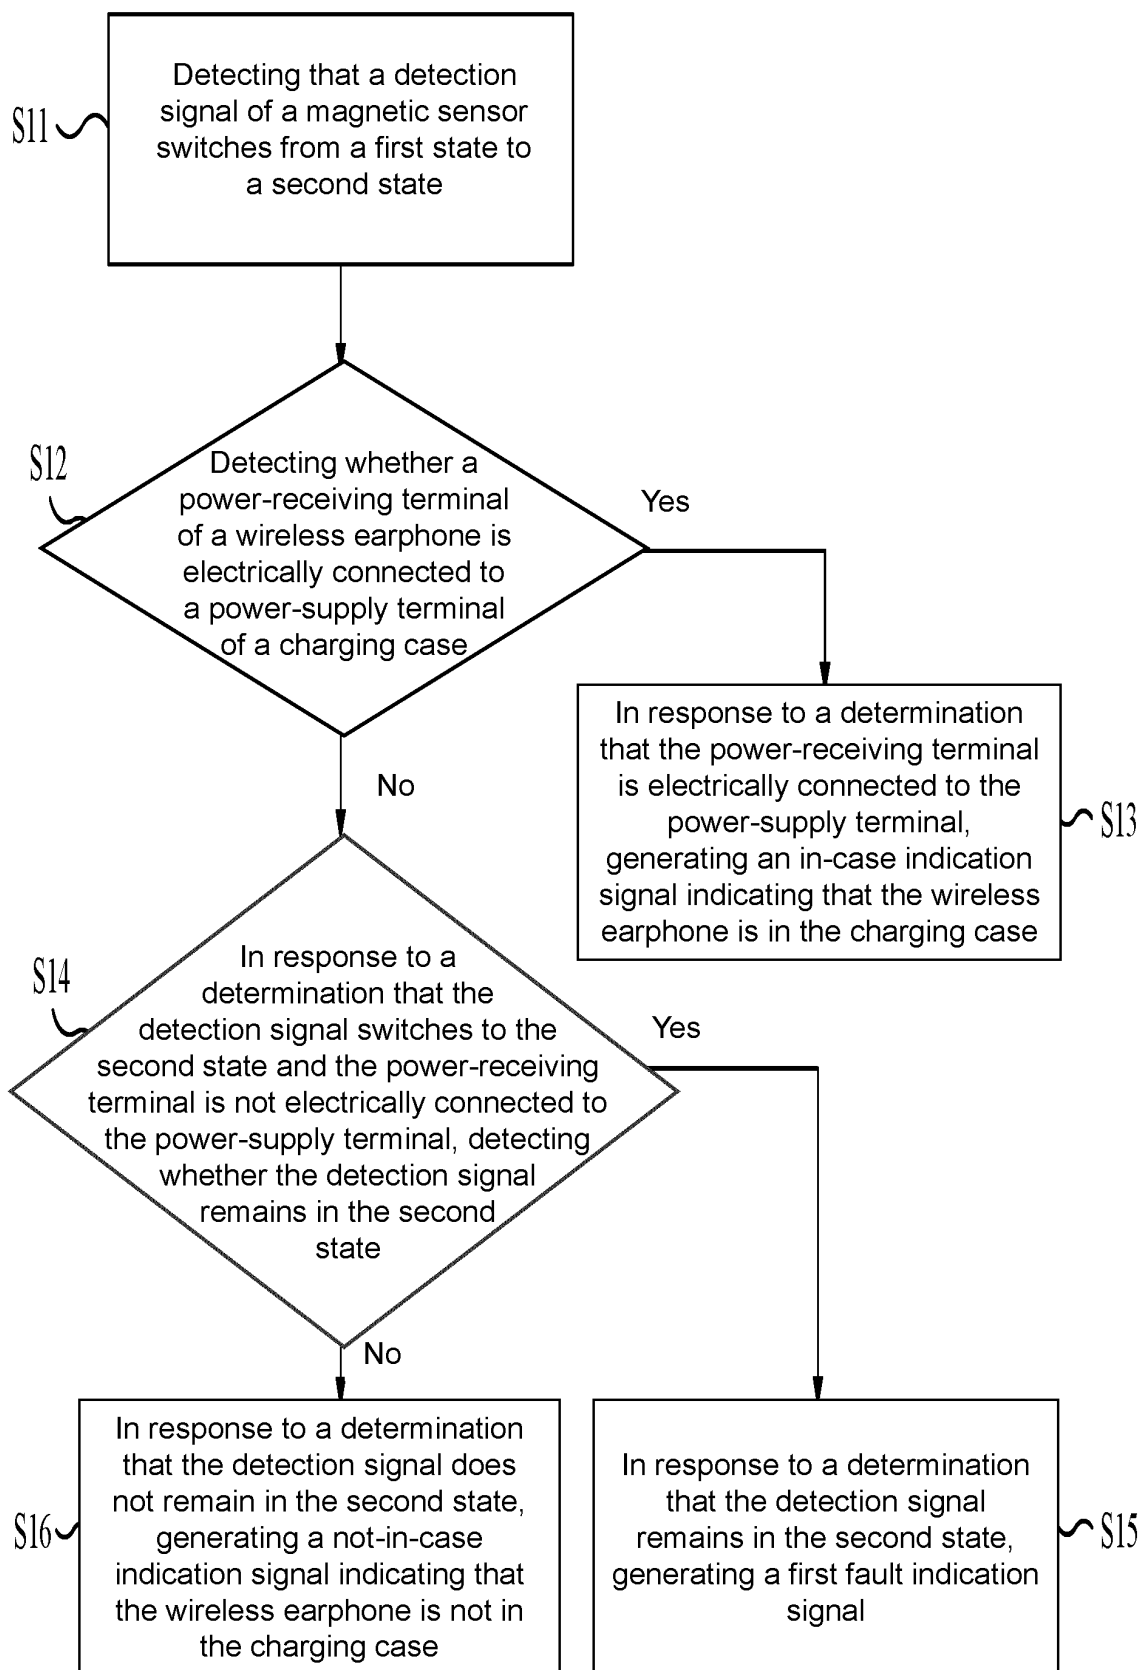 Detecting that a detection
signal of a magnetic sensor
switches from a first state to
a second state
S11
S12
Detecting whether a
power-receiving terminal
of a wireless earphone is
electrically connected to
a power-supply terminal
of a charging case
Yes
No
In response to a determination
that the power-receiving terminal
is electrically connected to the
power-supply terminal,
generating an in-case indication
signal indicating that the wireless
earphone is in the charging case
S13
S14
In response to a
determination that the
detection signal switches to the
second state and the power-receiving
terminal is not electrically connected to
the power-supply terminal, detecting
whether the detection signal
remains in the second
state
Yes
No
In response to a determination
that the detection signal does
not remain in the second state,
generating a not-in-case
indication signal indicating that
the wireless earphone is not in
the charging case
S16
In response to a determination
that the detection signal
remains in the second state,
generating a first fault indication
signal
S15